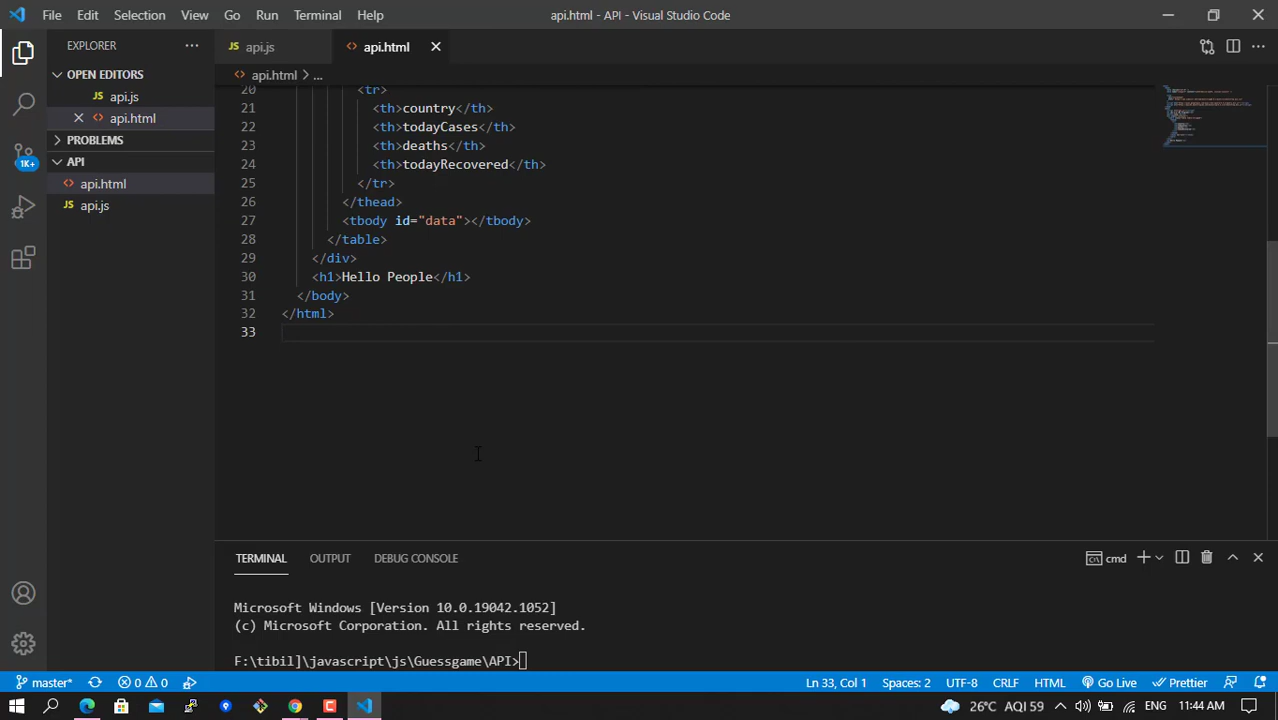 File Edit Selection View Go Run Terminal Help
api.html - API - Visual Studio Code
EXPLORER
OPEN EDITORS
JS api.js
<> api.html
PROBLEMS
API
<> api.html
JS api.js
1K+
JS api.js
<> api.html
<> api.html > ...
20 <tr>
21 <th>country</th>
22 <th>todayCases</th>
23 <th>deaths</th>
24 <th>todayRecovered</th>
25 </tr>
26 </thead>
27 <tbody id="data"></tbody>
28 </table>
29 </div>
30 <h1>Hello People</h1>
31 </body>
32 </html>
33
TERMINAL OUTPUT DEBUG CONSOLE
cmd
Microsoft Windows [Version 10.0.19042.1052]
(c) Microsoft Corporation. All rights reserved.
F:\tibil]\javascript\js\Guessgame\API>
master* 0 0 Ln 33, Col 1 Spaces: 2 UTF-8 CRLF HTML Go Live Prettier
26°C AQI 59 ENG 11:44 AM